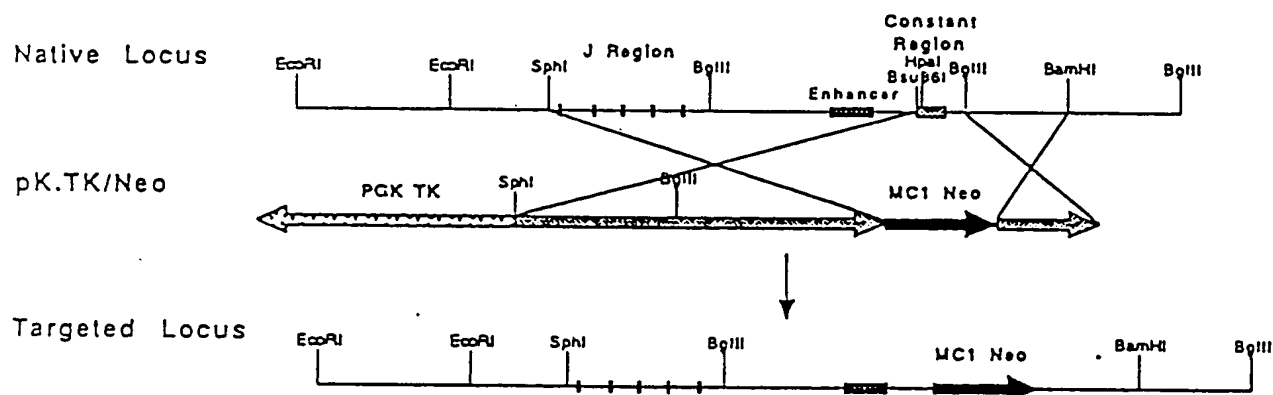 Native Locus
EcoRI
EcoRI
SphI
J Region
BglII
Enhancer
Constant
Region
HpaI
Bsu36I
BglII
BamHI
BglII
pK.TK/Neo
PGK TK
SphI
BglII
MC1 Neo
Targeted Locus
EcoRI
EcoRI
SphI
BglII
MC1 Neo
BamHI
BglII